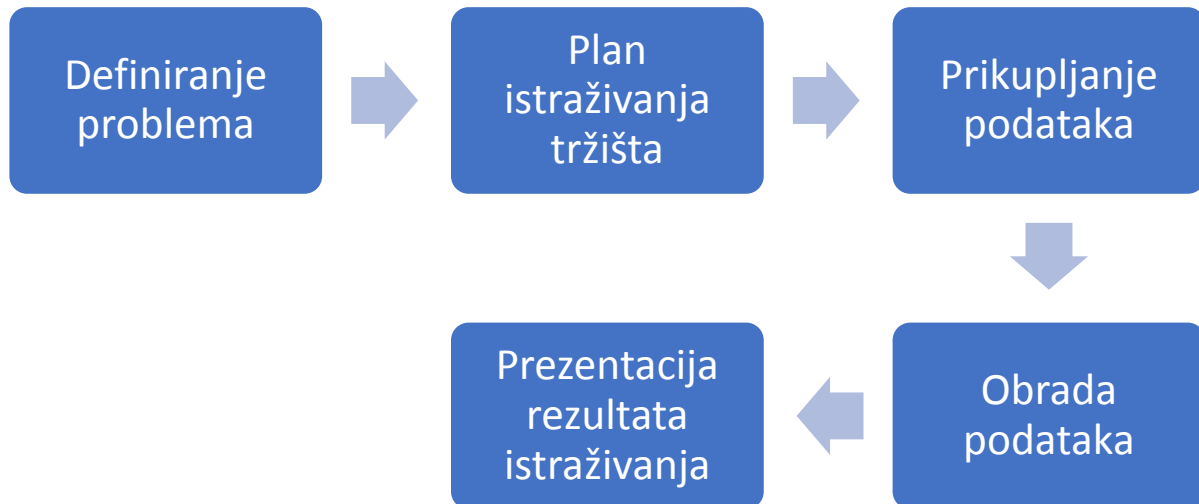 Definiranje
problema
Plan
istraživanja
tržišta
Prikupljanje
podataka
Obrada
podataka
Prezentacija
rezultata
istraživanja